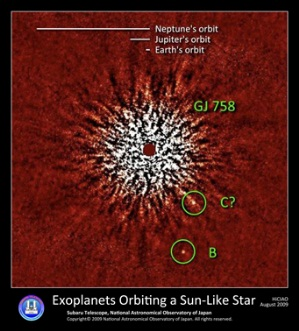 Neptune's orbit
Jupiter's orbit
Earth's orbit
GJ 758
C?
B
Exoplanets Orbiting a Sun-Like Star
HiCIAO
August 2009
Subaru Telescope, National Astronomical Observatory of Japan
Copyright© 2009 National Astronomical Observatory of Japan. All rights reserved.